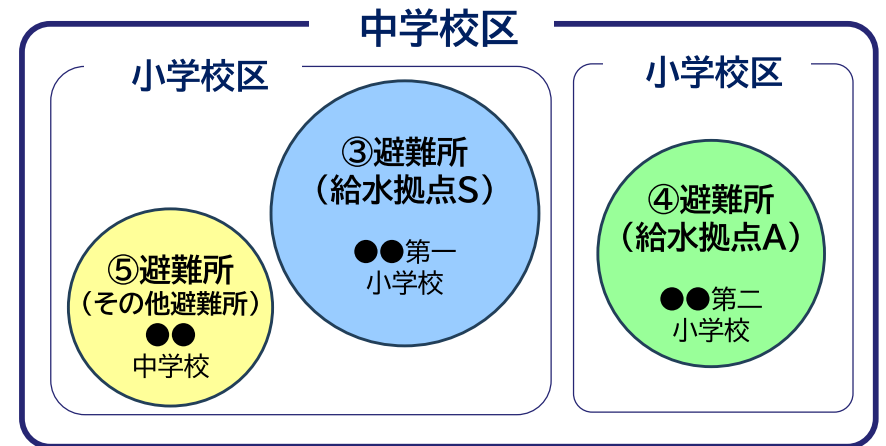 中学校区
小学校区
③避難所
（給水拠点S）
●●第一
小学校
⑤避難所
（その他避難所）
●●
中学校
小学校区
④避難所
（給水拠点A）
●●第二
小学校